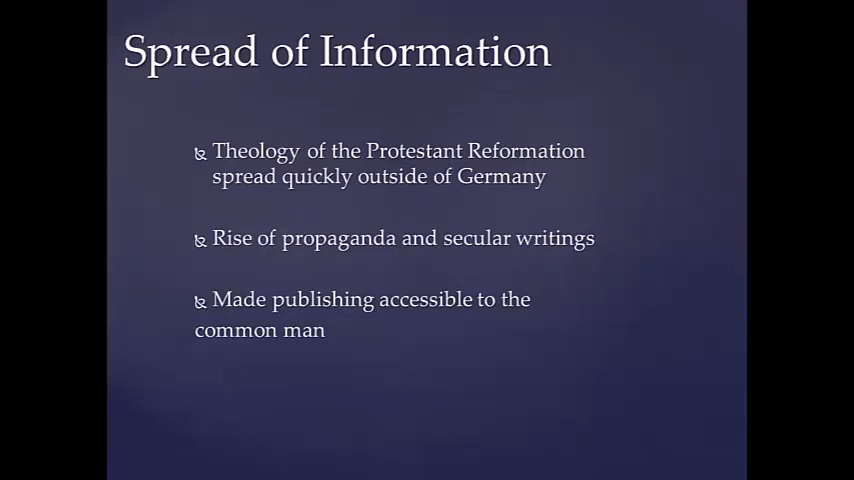 Spread of Information
Theology of the Protestant Reformation
spread quickly outside of Germany
Rise of propaganda and secular writings
Made publishing accessible to the
common man